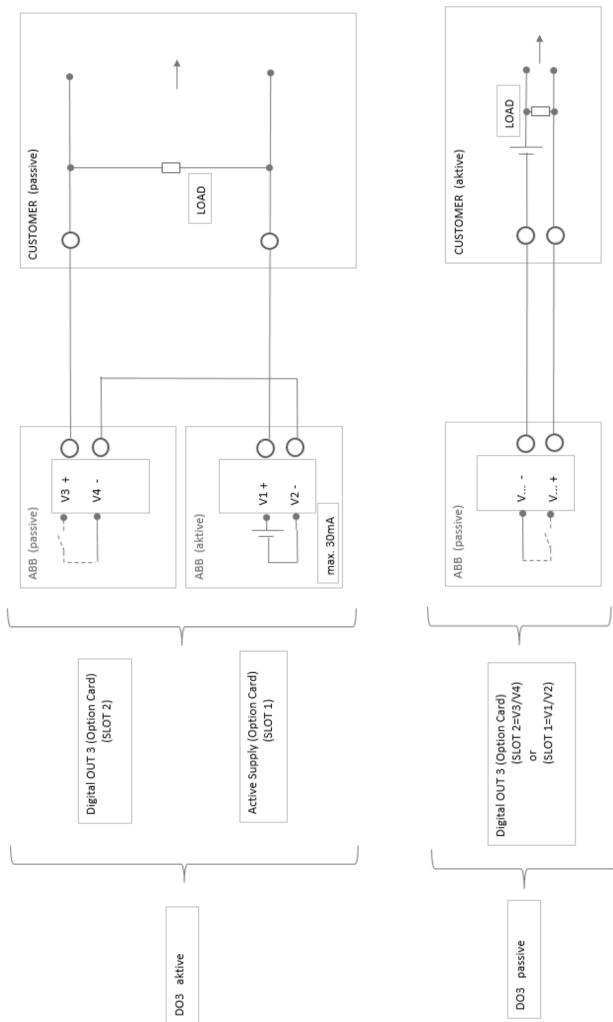 DO3 aktive
Digital OUT 3 (Option Card)
(SLOT 2)
ABB (passive)
V3 +
V4 -
Active Supply (Option Card)
(SLOT 1)
ABB (aktive)
V1 +
V2 -
max. 30mA
CUSTOMER (passive)
LOAD
DO3 passive
Digital OUT 3 (Option Card)
(SLOT 2=V3/V4)
or
(SLOT 1=V1/V2)
ABB (passive)
V... -
V... +
CUSTOMER (aktive)
LOAD